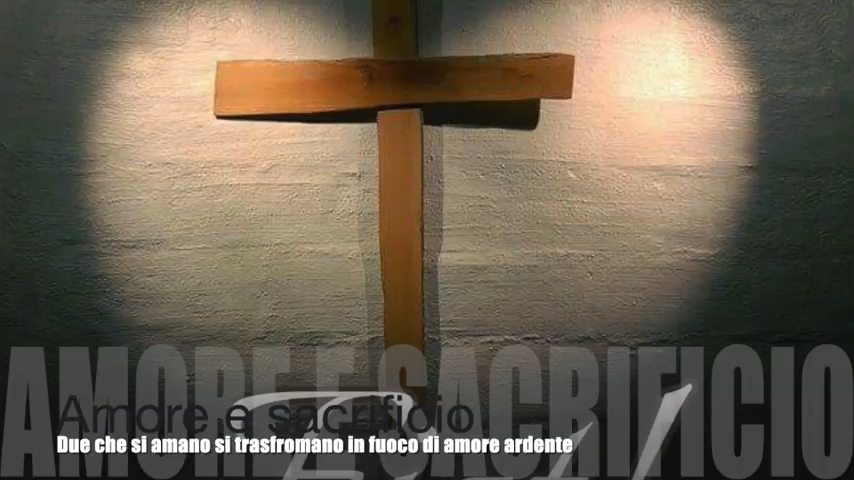 AMORE E SACRIFICIO
Amore e sacrificio
Due che si amano si trasfromano in fuoco di amore ardente